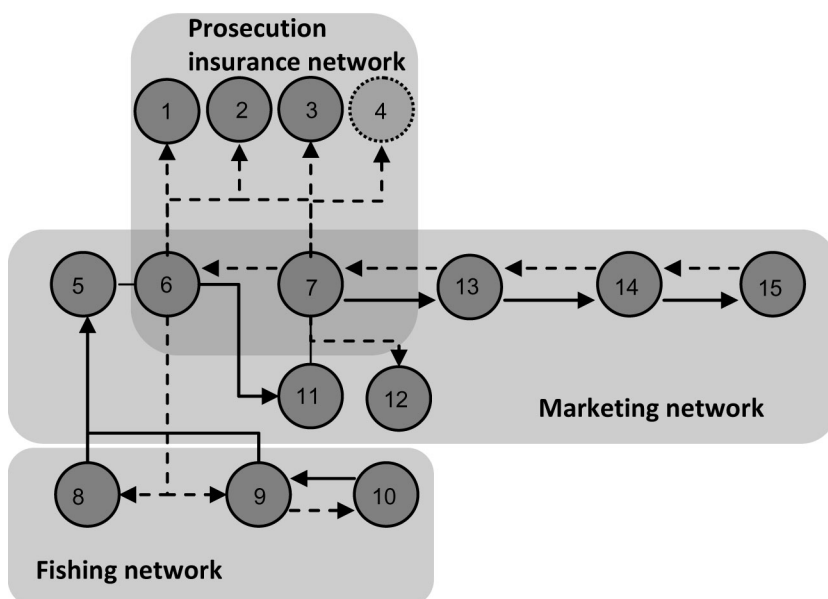 Prosecution
insurance network
1 2 3 4
5 6 7 13 14 15
11 12
Marketing network
8 9 10
Fishing network